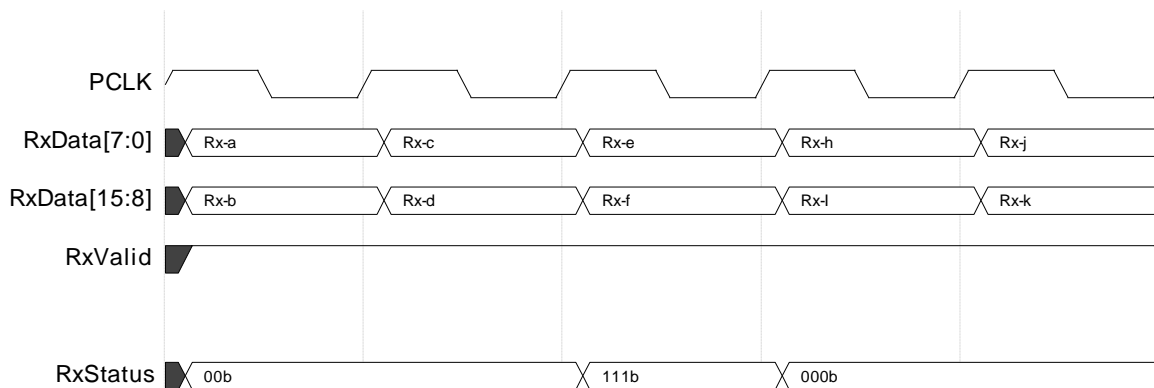 PCLK
RxData[7:0] Rx-a Rx-c Rx-e Rx-h Rx-j
RxData[15:8] Rx-b Rx-d Rx-f Rx-I Rx-k
RxValid
RxStatus 00b 111b 000b